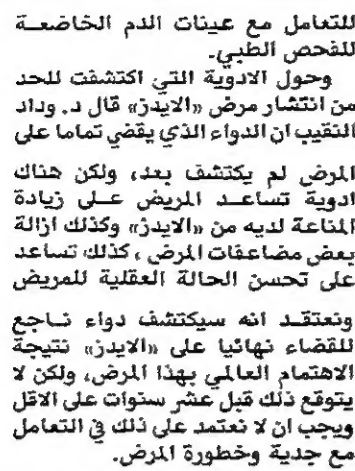 للتعامل مع عينات الدم الخاضعة
للفحص الطبي.
وحول الادوية التي اكتشفت للحد
من انتشار مرض «الايدز» قال د. وداد
النقيب ان الدواء الذي يقضي تماما على
المرض لم يكتشف بعد، ولكن هناك
ادوية تساعد المريض على زيادة
المناعة لديه من «الايدز» وكذلك ازالة
بعض مضاعفات المرض، كذلك تساعد
على تحسن الحالة العقلية للمريض
ونعتقد انه سيكتشف دواء ناجع
للقضاء نهائيا على «الايدز» نتيجة
الاهتمام العالمي بهذا المرض، ولكن لا
يتوقع ذلك قبل عشر سنوات على الاقل
ويجب ان لا نعتمد على ذلك في التعامل
مع جدية وخطورة المرض.